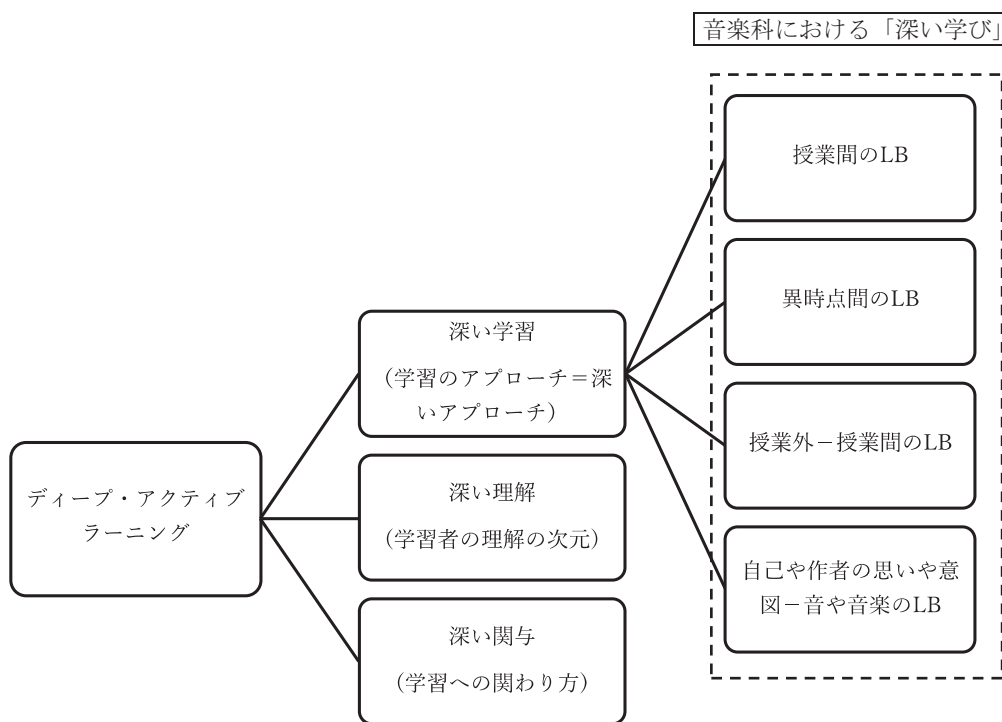 音楽科における「深い学び」
授業間のLB
異時点間のLB
授業外－授業間のLB
自己や作者の思いや意
図－音や音楽のLB
深い学習
（学習のアプローチ＝深
いアプローチ）
深い理解
（学習者の理解の次元）
深い関与
（学習への関わり方）
ディープ・アクティブ
ラーニング